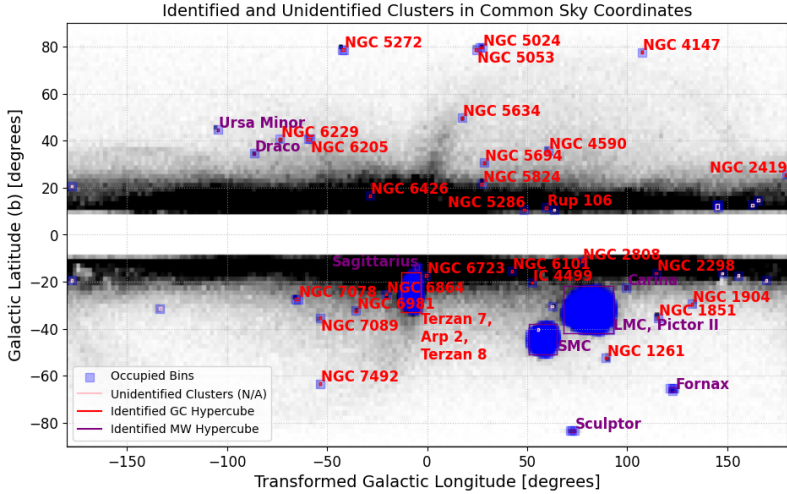 Identified and Unidentified Clusters in Common Sky Coordinates
Galactic Latitude (b) [degrees]
80
60
40
20
0
−20
−40
−60
−80
NGC 5272
NGC 5024
NGC 5053
NGC 4147
NGC 5634
Ursa Minor
NGC 6229
NGC 6205
Draco
NGC 4590
NGC 5694
NGC 2419
NGC 5824
NGC 6426
NGC 5286
Rup 106
Sagittarius
NGC 6723
NGC 6101
NGC 2808
NGC 2298
IC 4499
Carina
NGC 7078
NGC 6864
NGC 6981
NGC 1904
NGC 1851
NGC 7089
Terzan 7,
Arp 2,
Terzan 8
LMC, Pictor II
SMC
NGC 1261
NGC 7492
Fornax
Sculptor
Occupied Bins
Unidentified Clusters (N/A)
Identified GC Hypercube
Identified MW Hypercube
−150
−100
−50
0
50
100
150
Transformed Galactic Longitude [degrees]